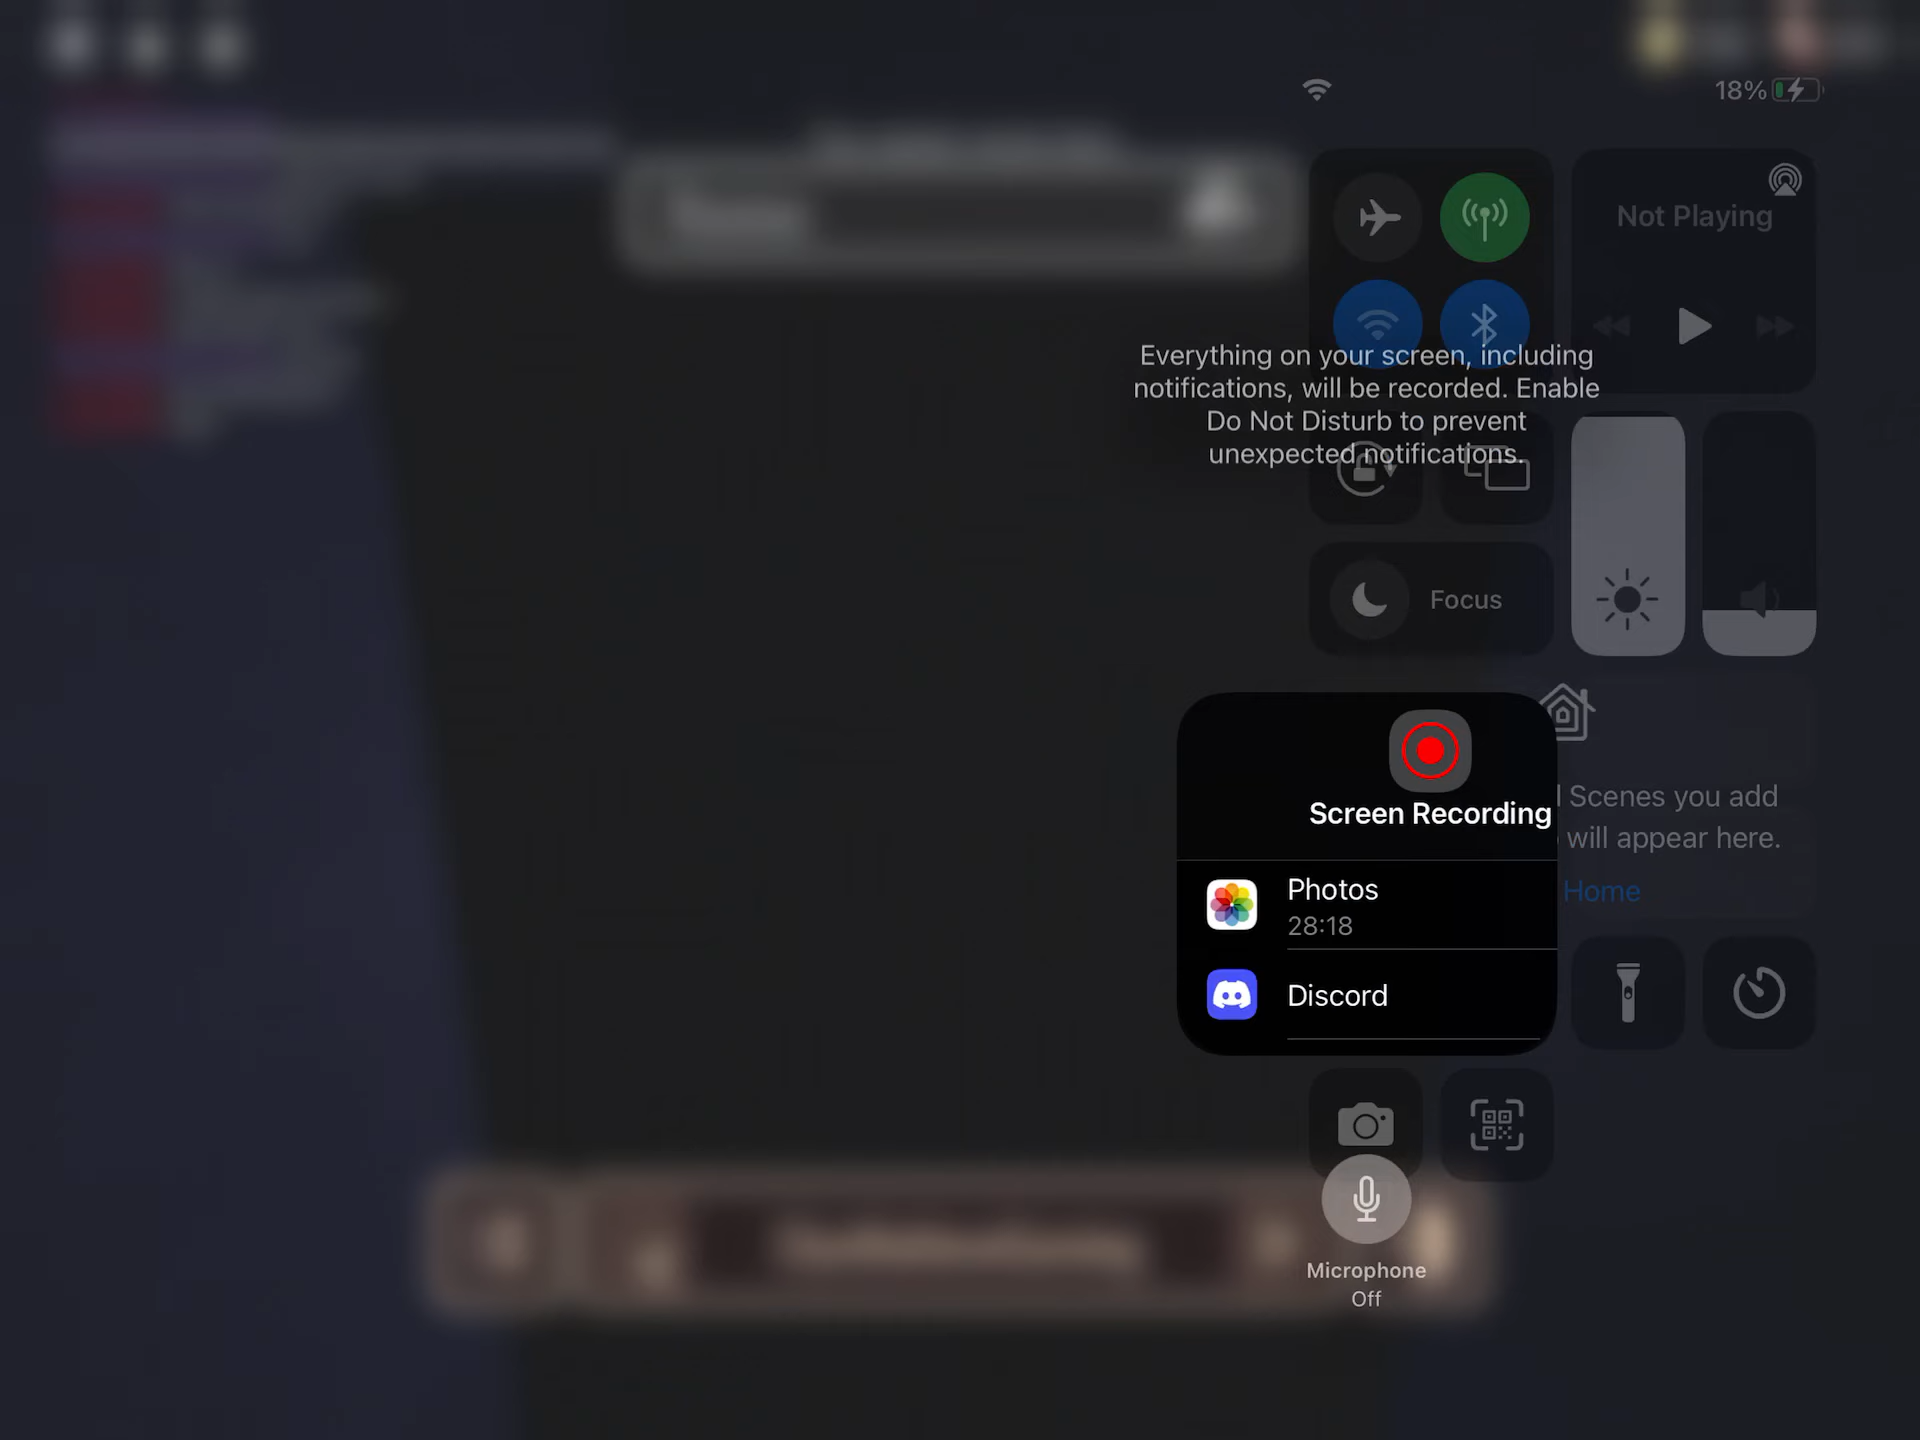 18%
Not Playing
Everything on your screen, including
notifications, will be recorded. Enable
Do Not Disturb to prevent
unexpected notifications.
Focus
Screen Recording
Scenes you add
will appear here.
Home
Photos
28:18
Discord
Microphone
Off